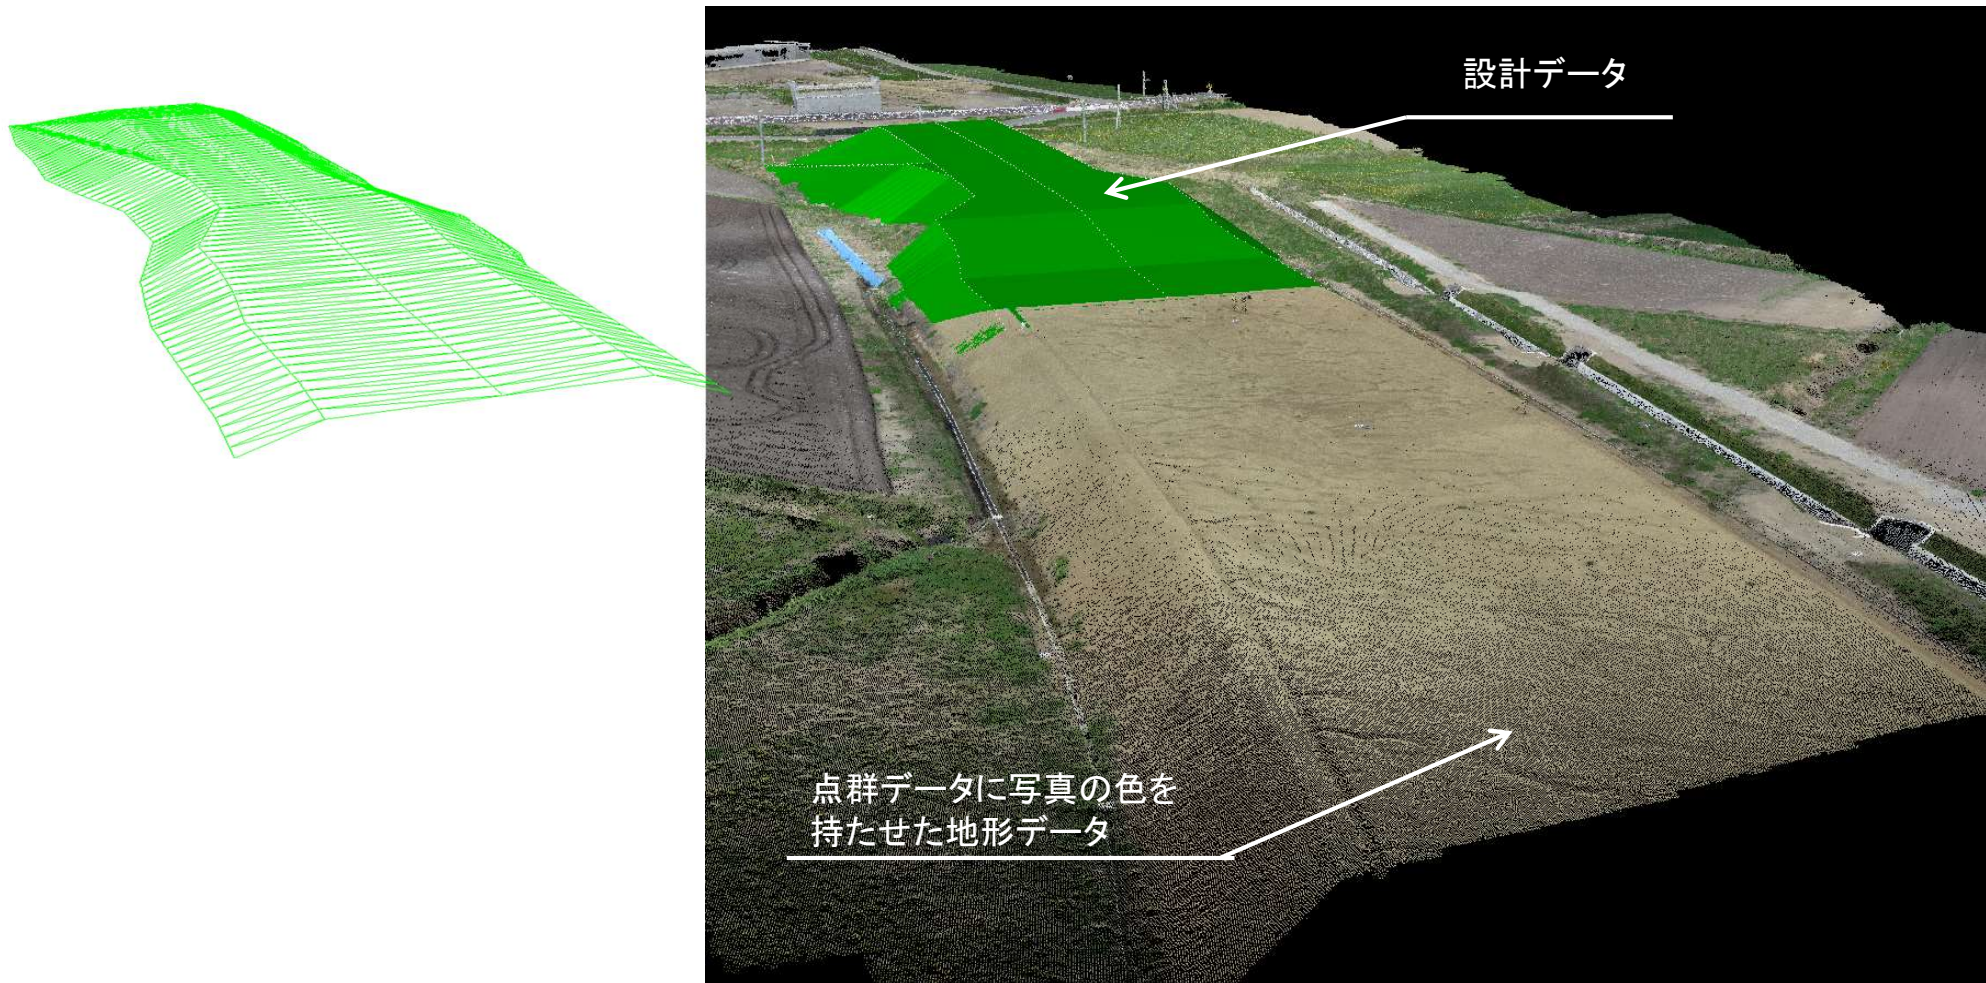 設計データ
点群データに写真の色を
持たせた地形データ